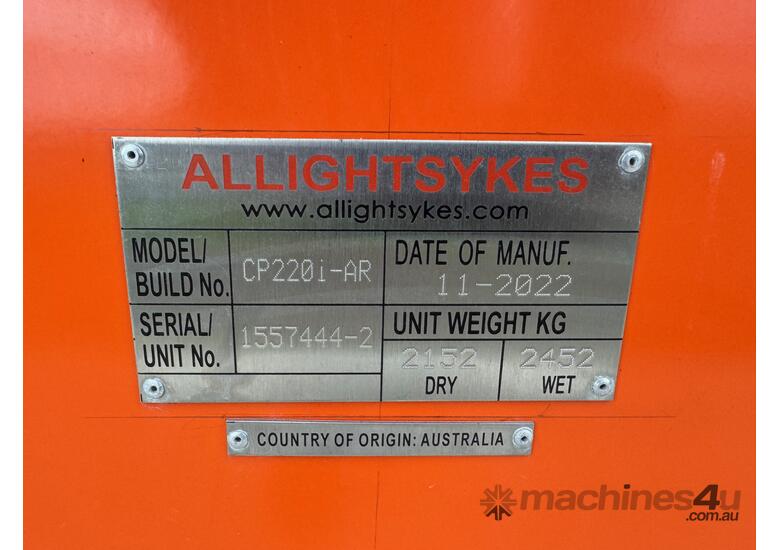 ALLIGHTSYKES
www.allightsykes.com
MODEL/
BUILD No.
CP220i-AR
DATE OF MANUF.
11-2022
SERIAL/
UNIT No.
1557444-2
UNIT WEIGHT KG
2152
DRY
2452
WET
COUNTRY OF ORIGIN: AUSTRALIA
machines4u
.com.au